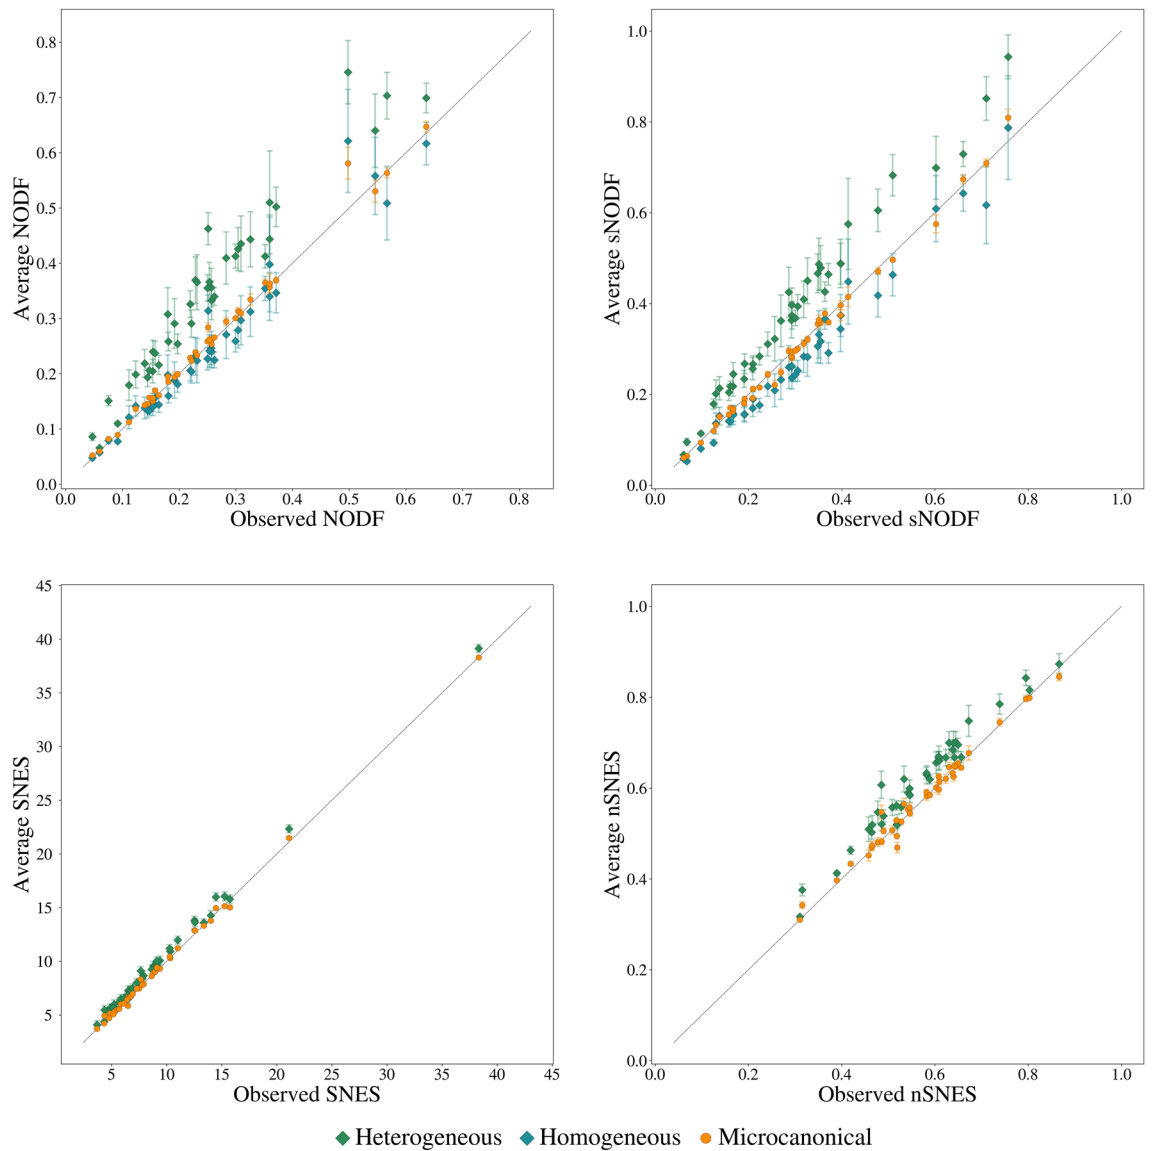 0.8
0.7
0.6
0.5
0.4
0.3
0.2
0.1
0.0
Average NODF
0.0 0.1 0.2 0.3 0.4 0.5 0.6 0.7 0.8
Observed NODF
1.0
0.8
0.6
0.4
0.2
0.0
Average sNODF
0.0 0.2 0.4 0.6 0.8 1.0
Observed sNODF
45
40
35
30
25
20
15
10
5
Average SNES
5 10 15 20 25 30 35 40 45
Observed SNES
1.0
0.8
0.6
0.4
0.2
0.0
Average nSNES
0.0 0.2 0.4 0.6 0.8 1.0
Observed nSNES
Heterogeneous Homogeneous Microcanonical